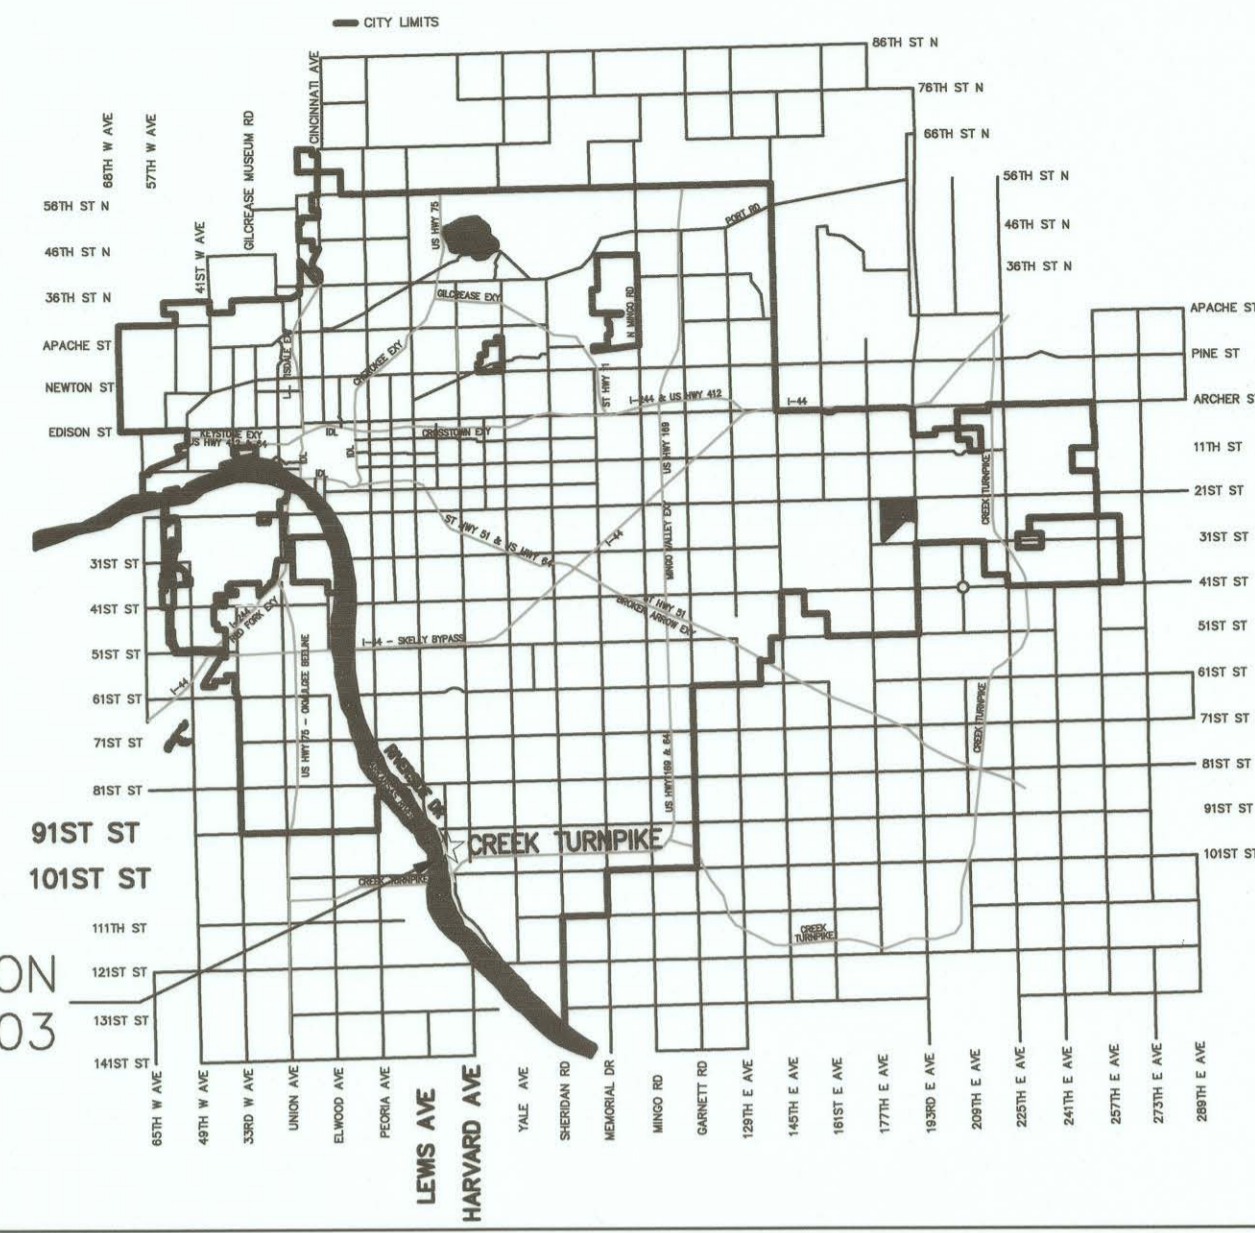 CITY LIMITS
86TH ST N
76TH ST N
66TH ST N
56TH ST N
46TH ST N
36TH ST N
CINCINNATI AVE
68TH W AVE
57TH W AVE
GILCREASE MUSEUM RD
41ST W AVE
56TH ST N
46TH ST N
36TH ST N
APACHE ST
NEWTON ST
EDISON ST
US HWY 75
PORT RD
GILCREASE EXY
N MINGO RD
CHEROKEE EXY
I-244 & US HWY 412
I-44
KEYSTONE EXY
US HWY 412 & 64
IDL
IDL
IDL
IDL
CROSSTOWN EXY
US HWY 169
APACHE ST
PINE ST
ARCHER ST
11TH ST
21ST ST
31ST ST
41ST ST
51ST ST
61ST ST
71ST ST
81ST ST
91ST ST
101ST ST
CREEK TURNPIKE
ST HWY 51 & US HWY 64
I-44
MINGO VALLEY EXY
ST HWY 51
BROKEN ARROW EXY
31ST ST
41ST ST
51ST ST
61ST ST
71ST ST
81ST ST
91ST ST
101ST ST
111TH ST
121ST ST
131ST ST
141ST ST
I-244
RED FORK EXY
I-44 - SKELLY BYPASS
I-44
US HWY 75 - OKMULGEE BEELINE
RIVERSIDE DR
US HWY 169 & 64
CREEK TURNPIKE
CREEK TURNPIKE
CREEK TURNPIKE
CREEK
TURNPIKE
ON
03
65TH W AVE
49TH W AVE
33RD W AVE
UNION AVE
ELWOOD AVE
PEORIA AVE
LEWIS AVE
HARVARD AVE
YALE AVE
SHERIDAN RD
MEMORIAL DR
MINGO RD
GARNETT RD
129TH E AVE
145TH E AVE
161ST E AVE
177TH E AVE
193RD E AVE
209TH E AVE
225TH E AVE
241TH E AVE
257TH E AVE
273TH E AVE
289TH E AVE